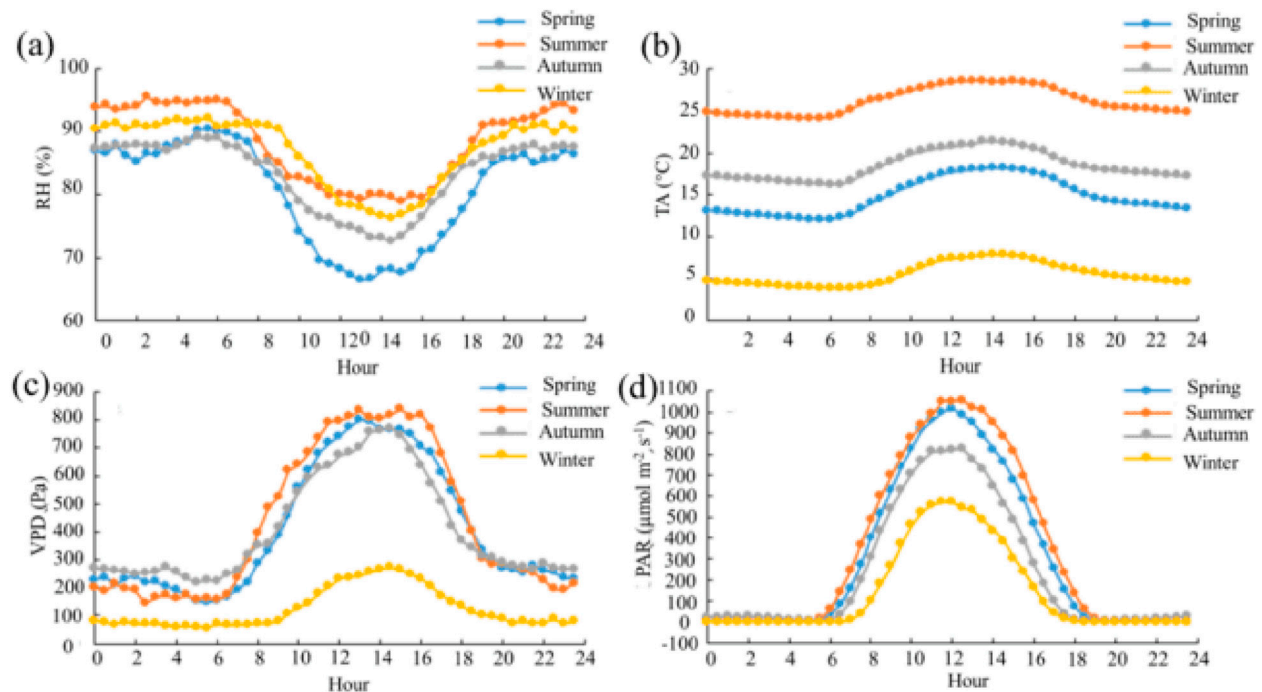 (a)
Spring
Summer
Autumn
Winter
100
90
80
70
60
RH (%)
0 2 4 6 8 10 120 14 16 18 20 22 24
Hour
(b)
Spring
Summer
Autumn
Winter
30
25
20
15
10
5
0
TA (°C)
2 4 6 8 10 12 14 16 18 20 22 24
Hour
(c)
Spring
Summer
Autumn
Winter
900
800
700
600
500
400
300
200
100
0
VPD (Pa)
0 2 4 6 8 10 12 14 16 18 20 22 24
Hour
(d)
Spring
Summer
Autumn
Winter
1100
1000
900
800
700
600
500
400
300
200
100
0
-100
PAR (μmol m⁻² s⁻¹)
0 2 4 6 8 10 12 14 16 18 20 22 24
Hour